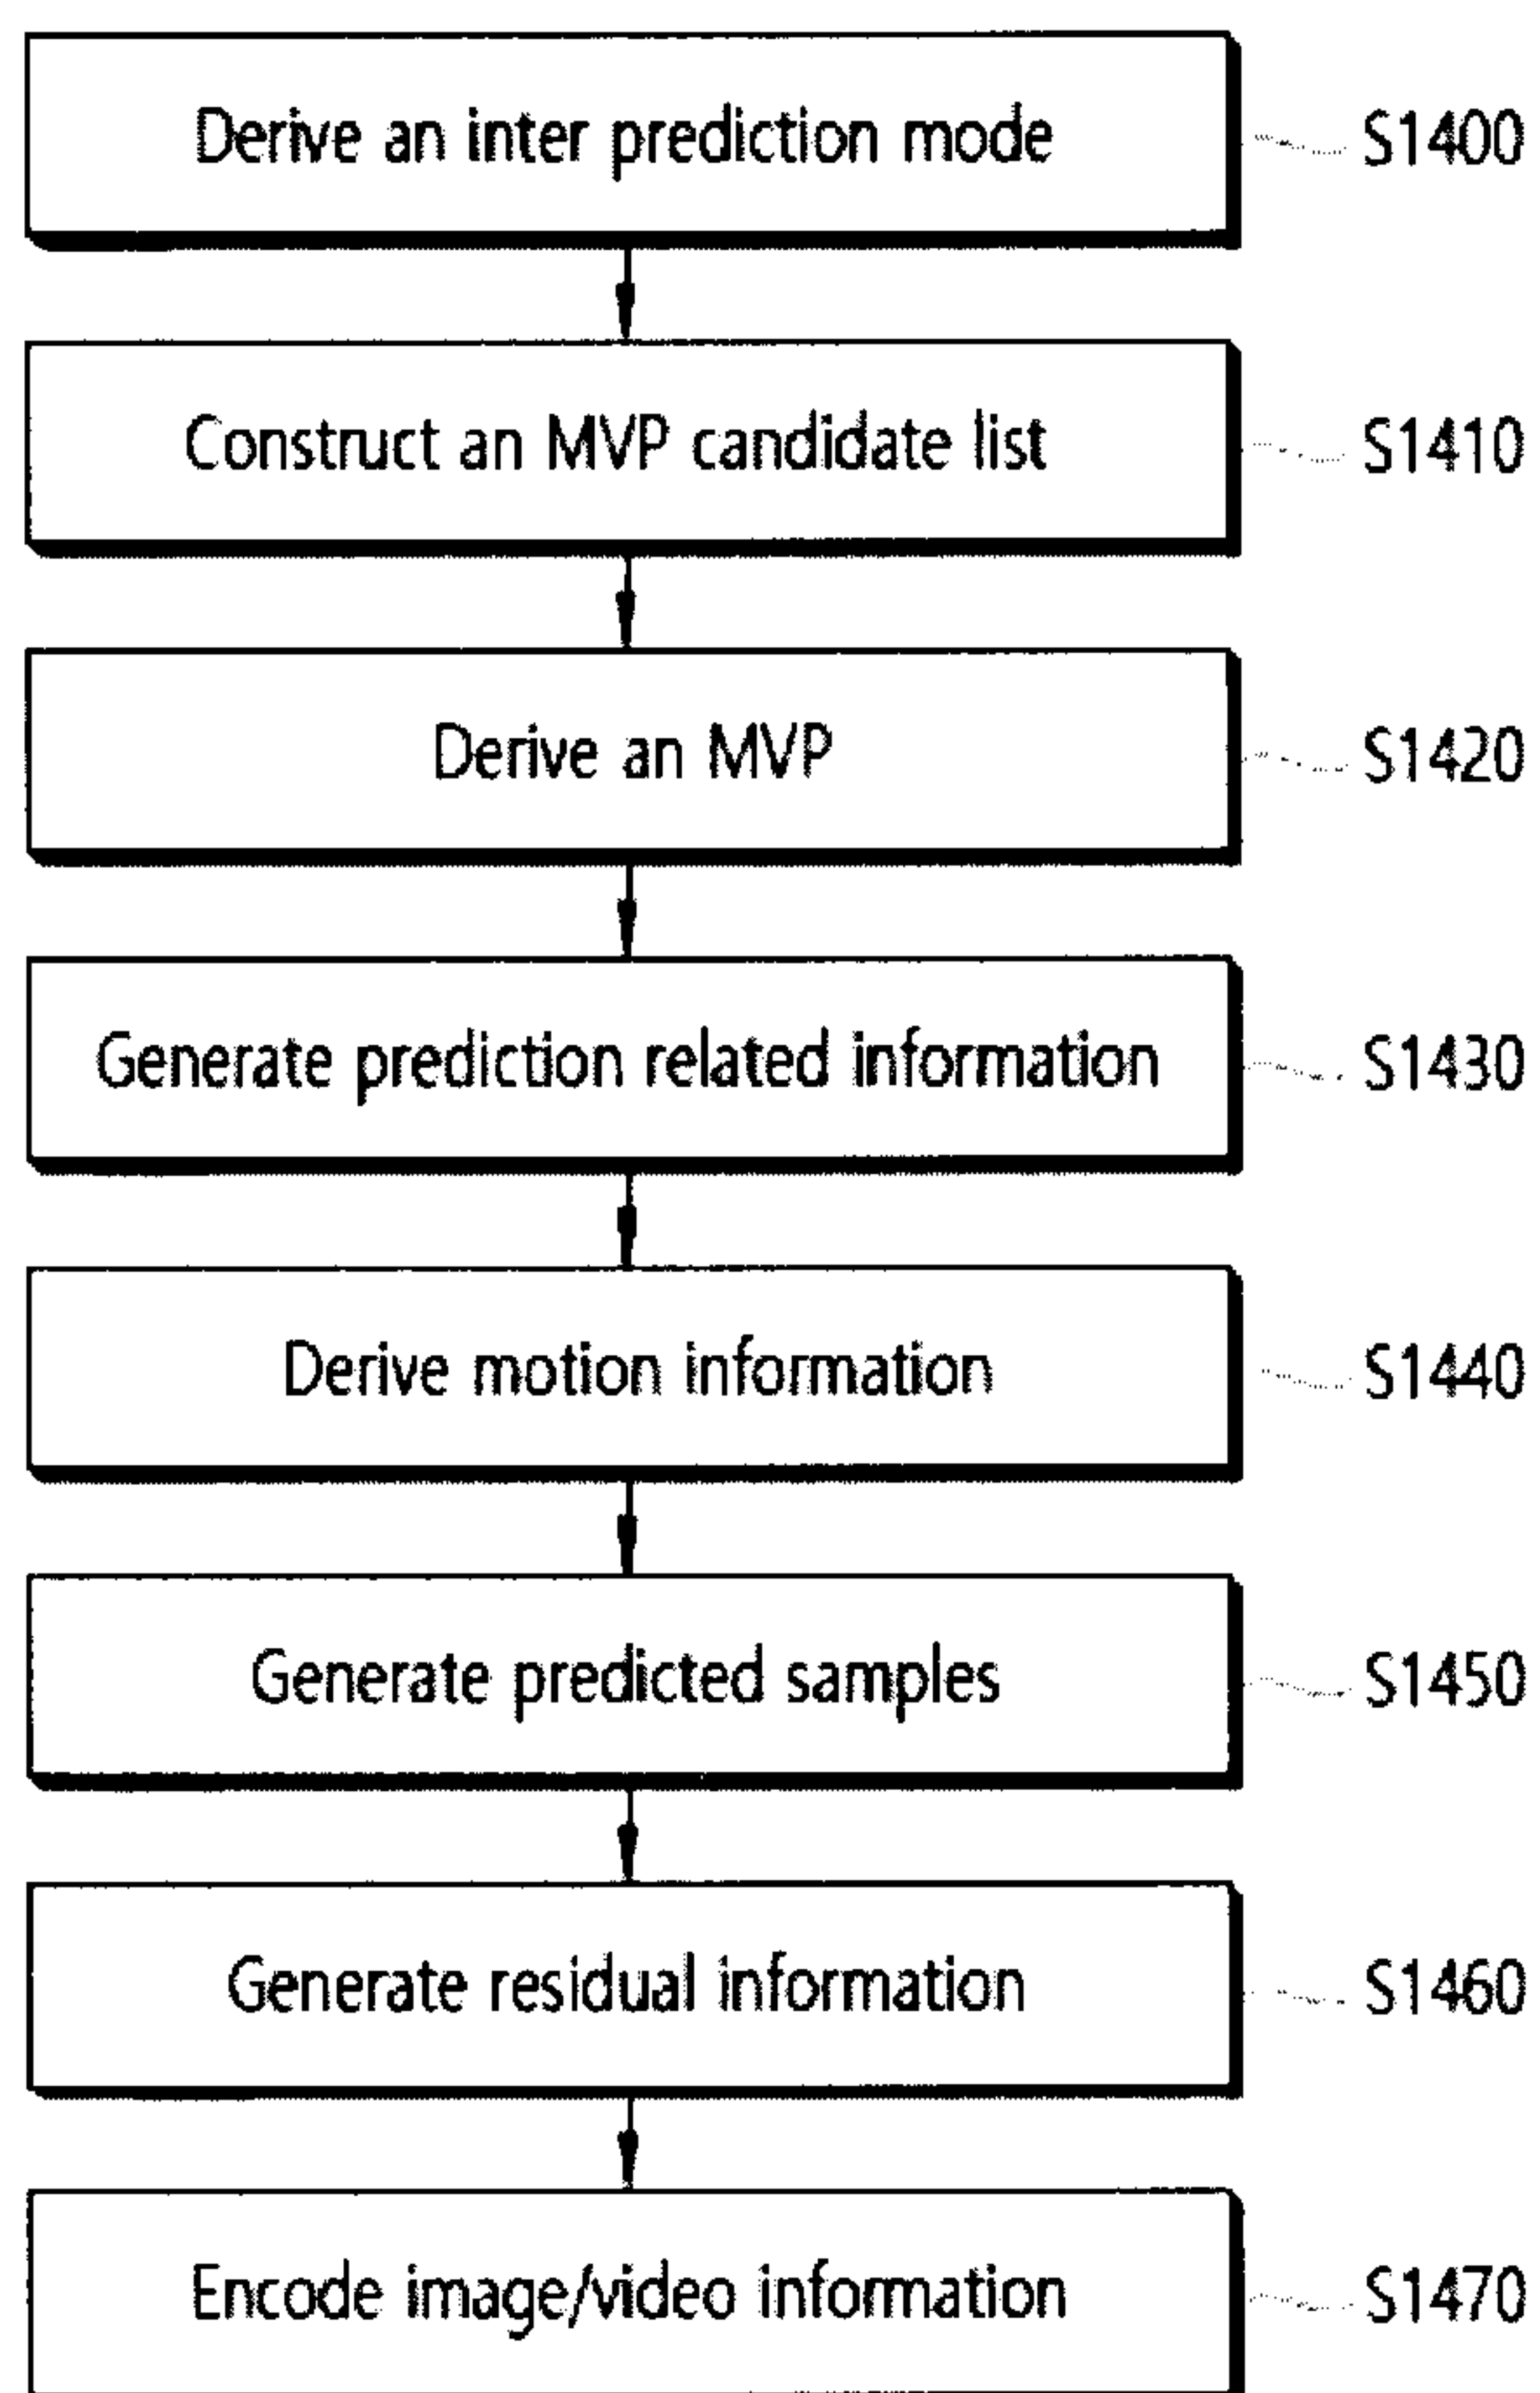 Derive an inter prediction mode S1400
Construct an MVP candidate list S1410
Derive an MVP S1420
Generate prediction related information S1430
Derive motion information S1440
Generate predicted samples S1450
Generate residual information S1460
Encode image/video information S1470